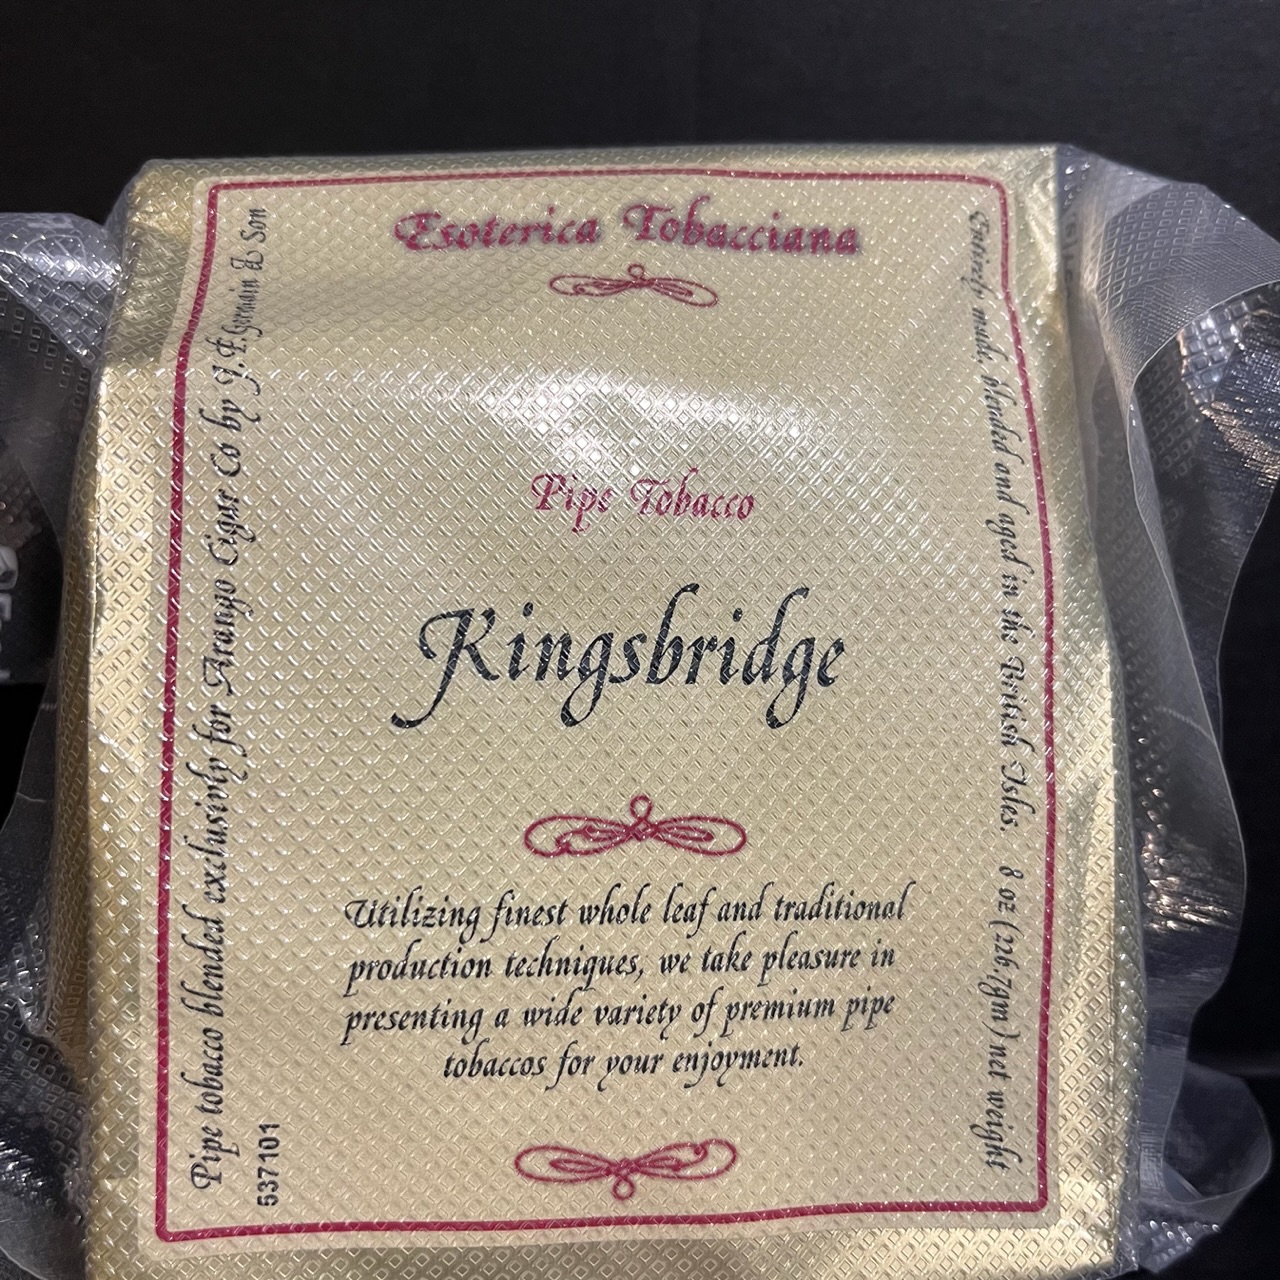 Esoterica Tobacciana
Pipe Tobacco
Kingsbridge
Utilizing finest whole leaf and traditional
production techniques, we take pleasure in
presenting a wide variety of premium pipe
tobaccos for your enjoyment.
Pipe tobacco blended exclusivly for Arango Cigar Co by J.F. Germain & Son
537101
Entirely made, blended and aged in the British Isles. 8 oz (226.7gm) net weight